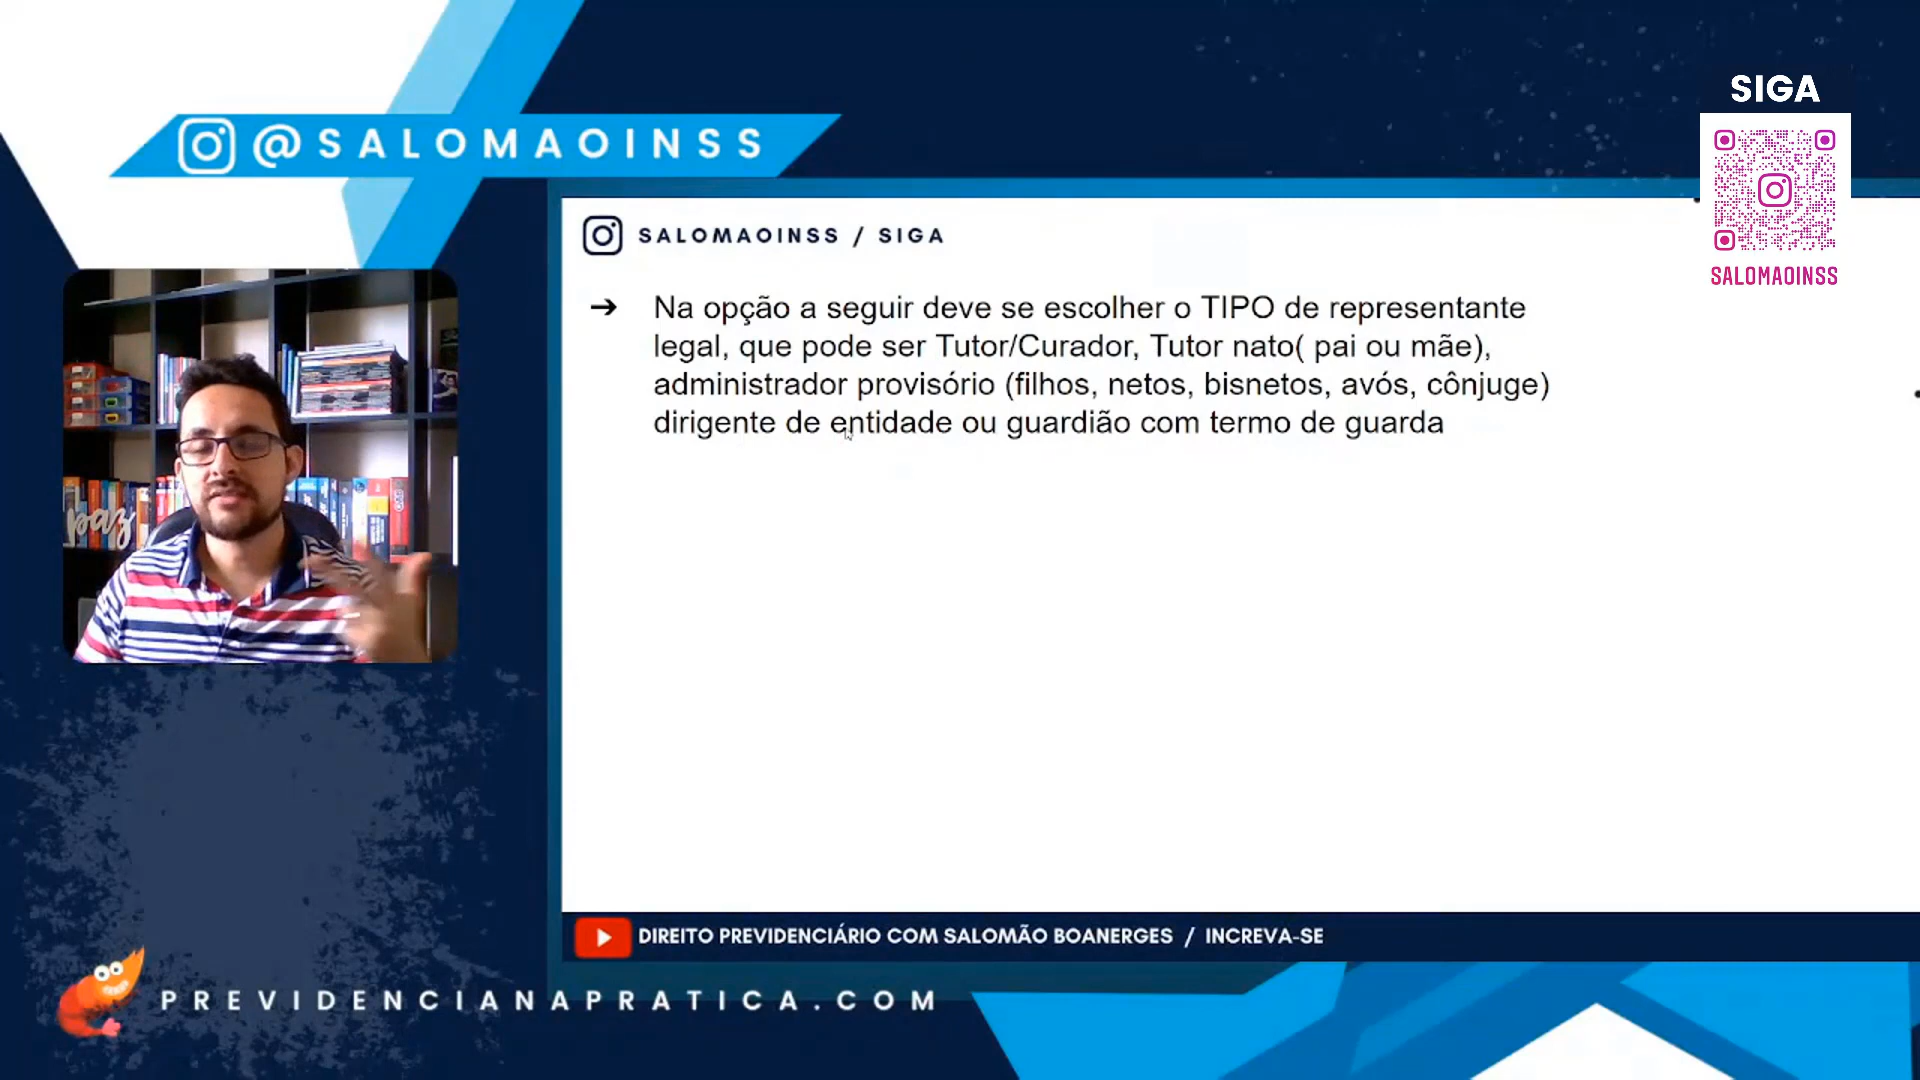 @SALOMAOINSS
SIGA
SALOMAOINSS
SALOMAOINSS / SIGA
➔ Na opção a seguir deve se escolher o TIPO de representante
legal, que pode ser Tutor/Curador, Tutor nato( pai ou mãe),
administrador provisório (filhos, netos, bisnetos, avós, cônjuge)
dirigente de entidade ou guardião com termo de guarda
paz
DIREITO PREVIDENCIÁRIO COM SALOMÃO BOANERGES / INCREVA-SE
PREVIDENCIANAPRATICA.COM